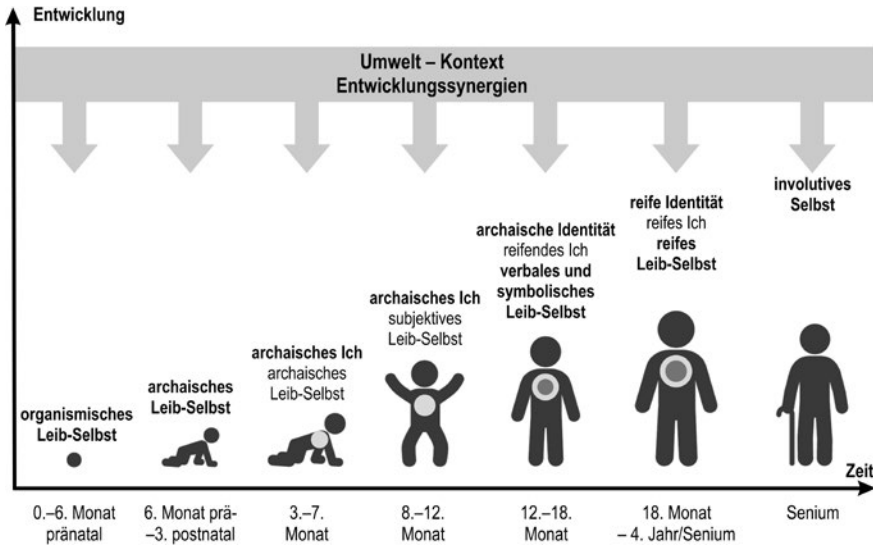 Entwicklung
Umwelt – Kontext
Entwicklungssynergien
organismisches
Leib-Selbst
archaisches
Leib-Selbst
archaisches Ich
archaisches
Leib-Selbst
archaisches Ich
subjektives
Leib-Selbst
archaische Identität
reifendes Ich
verbales und
symbolisches
Leib-Selbst
reife Identität
reifes Ich
reifes
Leib-Selbst
involutives
Selbst
Zeit
0.–6. Monat
pränatal
6. Monat prä-
–3. postnatal
3.–7.
Monat
8.–12.
Monat
12.–18.
Monat
18. Monat
– 4. Jahr/Senium
Senium